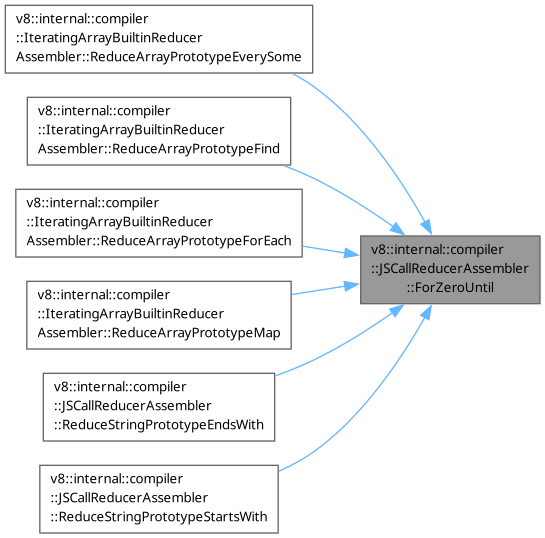 v8::internal::compiler
::IteratingArrayBuiltinReducer
Assembler::ReduceArrayPrototypeEverySome
v8::internal::compiler
::IteratingArrayBuiltinReducer
Assembler::ReduceArrayPrototypeFind
v8::internal::compiler
::IteratingArrayBuiltinReducer
Assembler::ReduceArrayPrototypeForEach
v8::internal::compiler
::JSCallReducerAssembler
::ForZeroUntil
v8::internal::compiler
::IteratingArrayBuiltinReducer
Assembler::ReduceArrayPrototypeMap
v8::internal::compiler
::JSCallReducerAssembler
::ReduceStringPrototypeEndsWith
v8::internal::compiler
::JSCallReducerAssembler
::ReduceStringPrototypeStartsWith